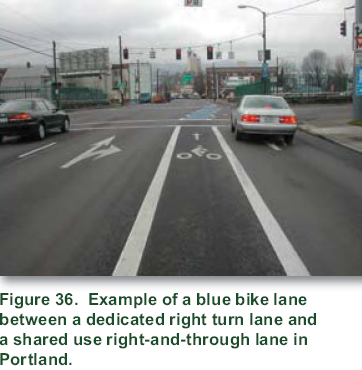 Figure 36. Example of a blue bike lane
between a dedicated right turn lane and
a shared use right-and-through lane in
Portland.